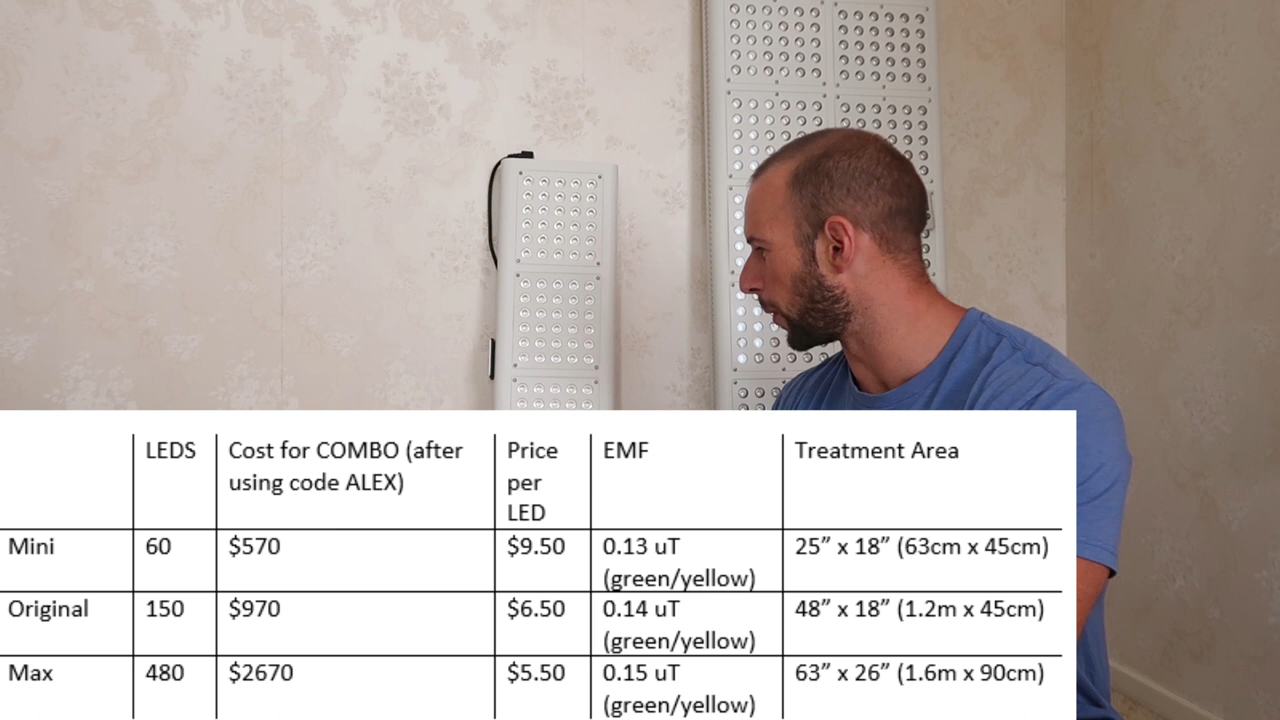 LEDS Cost for COMBO (after using code ALEX) Price per LED EMF Treatment Area
Mini 60 $570 $9.50 0.13 uT (green/yellow) 25” x 18” (63cm x 45cm)
Original 150 $970 $6.50 0.14 uT (green/yellow) 48” x 18” (1.2m x 45cm)
Max 480 $2670 $5.50 0.15 uT (green/yellow) 63” x 26” (1.6m x 90cm)